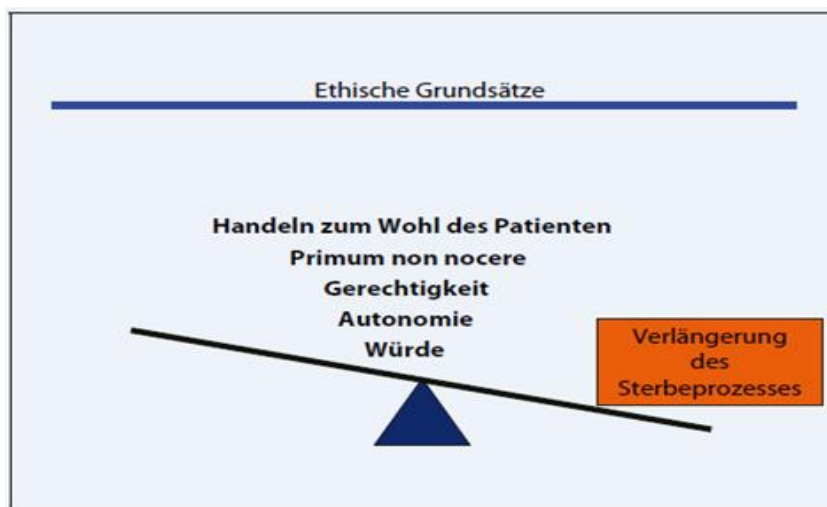 Ethische Grundsätze
Handeln zum Wohl des Patienten
Primum non nocere
Gerechtigkeit
Autonomie
Würde
Verlängerung
des
Sterbeprozesses